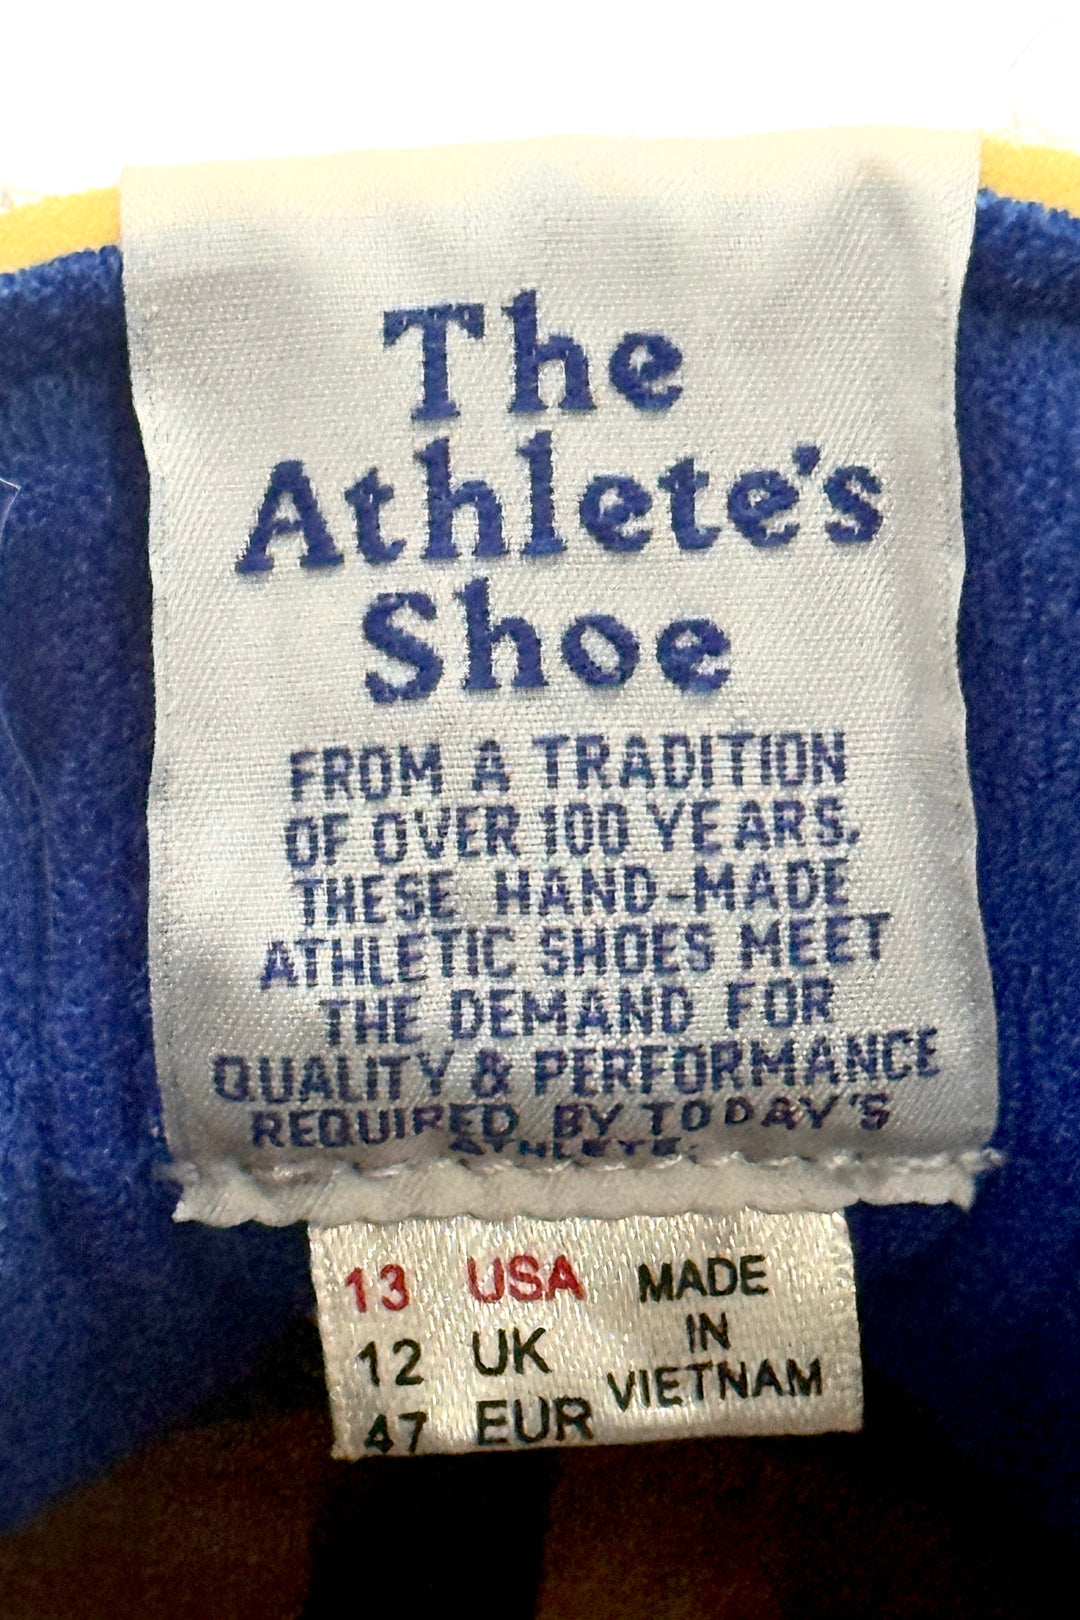 The
Athlete's
Shoe
FROM A TRADITION
OF OVER 100 YEARS,
THESE HAND-MADE
ATHLETIC SHOES MEET
THE DEMAND FOR
QUALITY & PERFORMANCE
REQUIRED BY TODAY'S
ATHLETE.
13 USA
12 UK
47 EUR
MADE
IN
VIETNAM